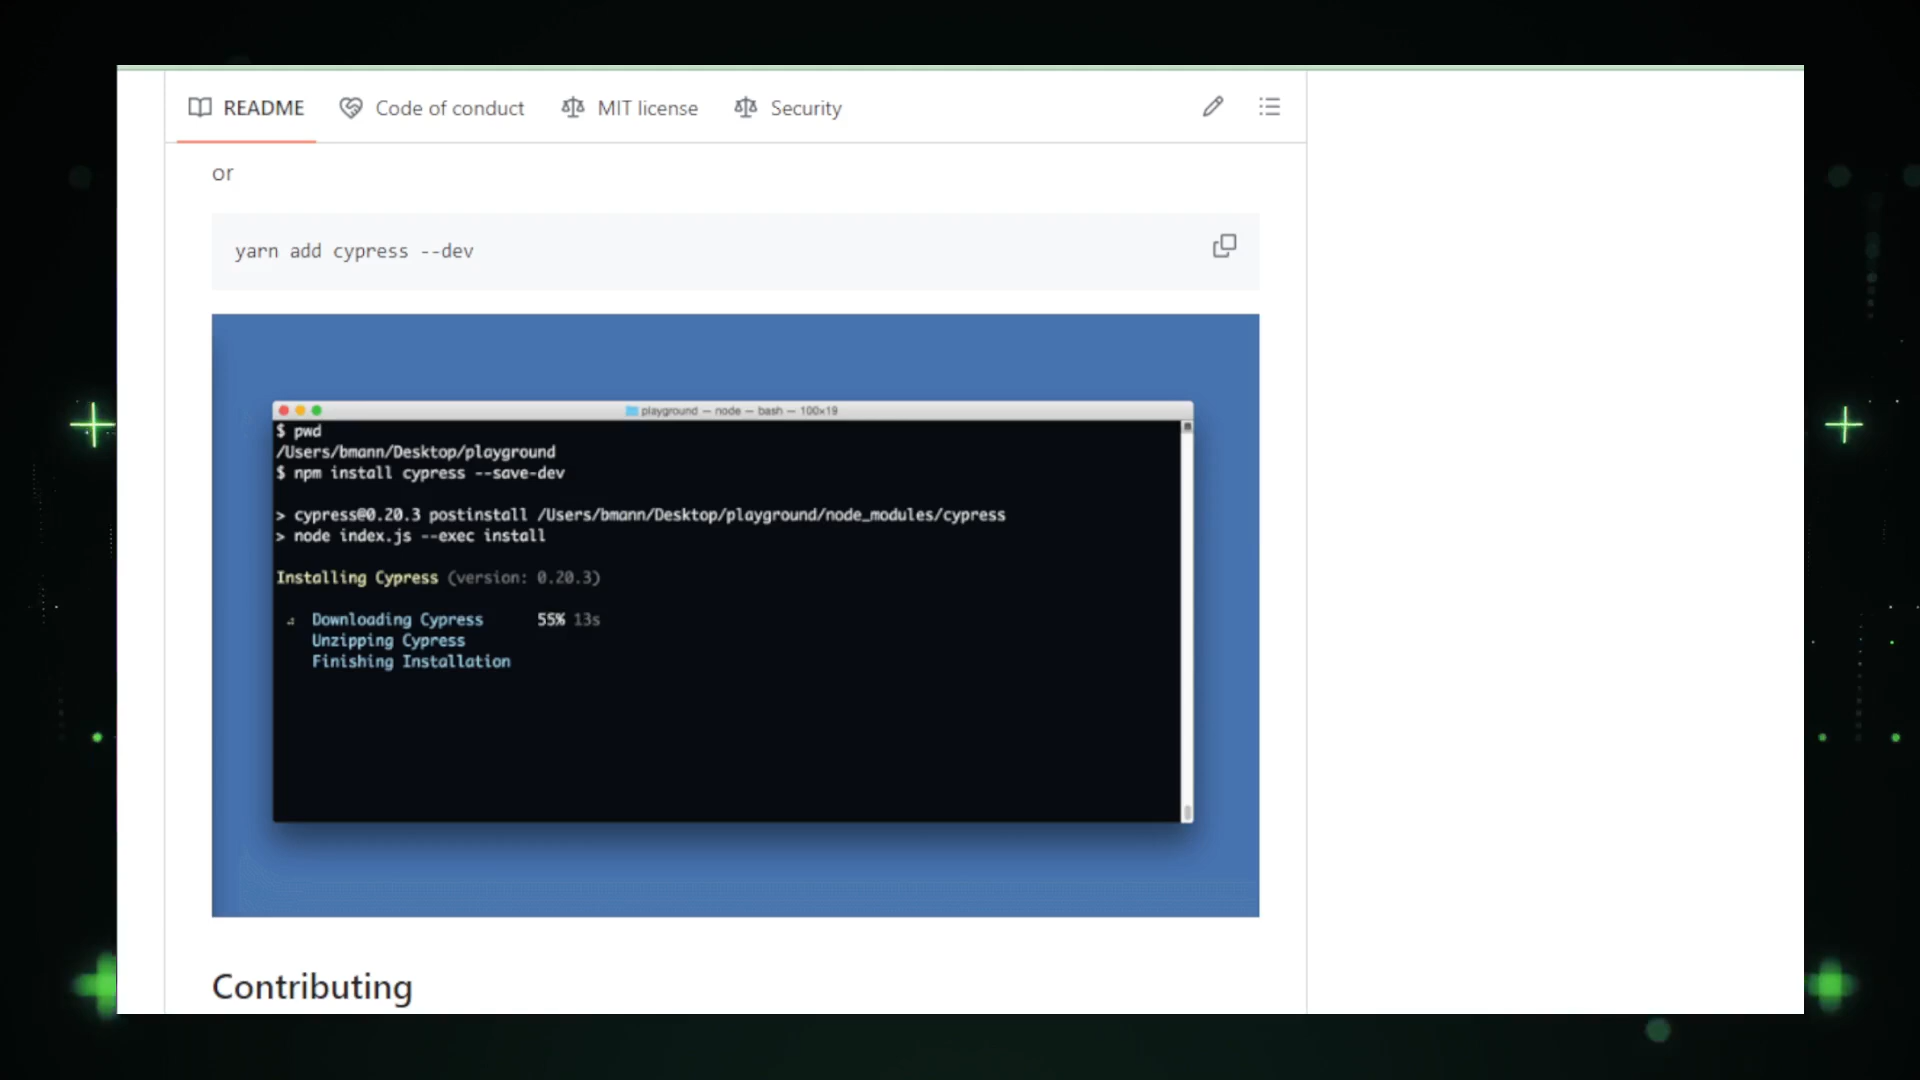 README Code of conduct MIT license Security
or
yarn add cypress --dev
playground — node — bash — 100×19
$ pwd
/Users/bmann/Desktop/playground
$ npm install cypress --save-dev
> cypress@0.20.3 postinstall /Users/bmann/Desktop/playground/node_modules/cypress
> node index.js --exec install
Installing Cypress (version: 0.20.3)
Downloading Cypress 55% 13s
Unzipping Cypress
Finishing Installation
Contributing